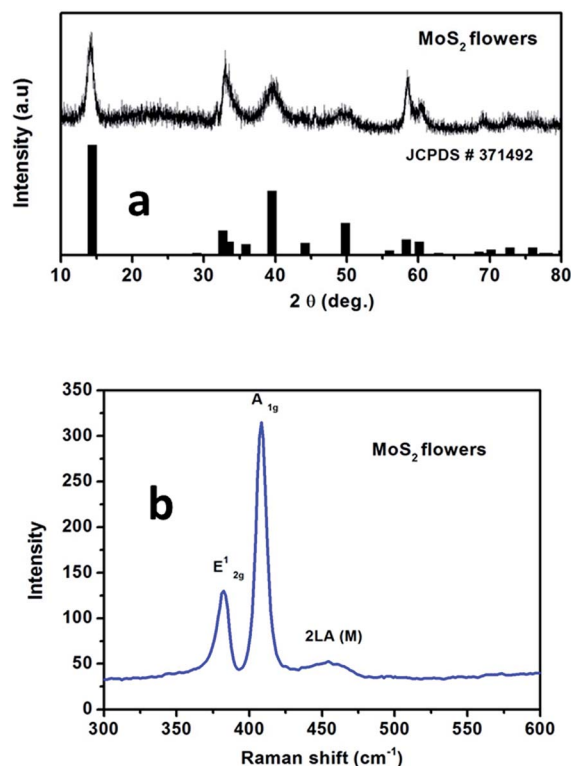 MoS₂ flowers
Intensity (a.u)
JCPDS # 371492
a
10 20 30 40 50 60 70 80
2 θ (deg.)
350
A 1g
300
MoS₂ flowers
250
b
200
Intensity
150
E¹ 2g
100
2LA (M)
50
0
300 350 400 450 500 550 600
Raman shift (cm⁻¹)